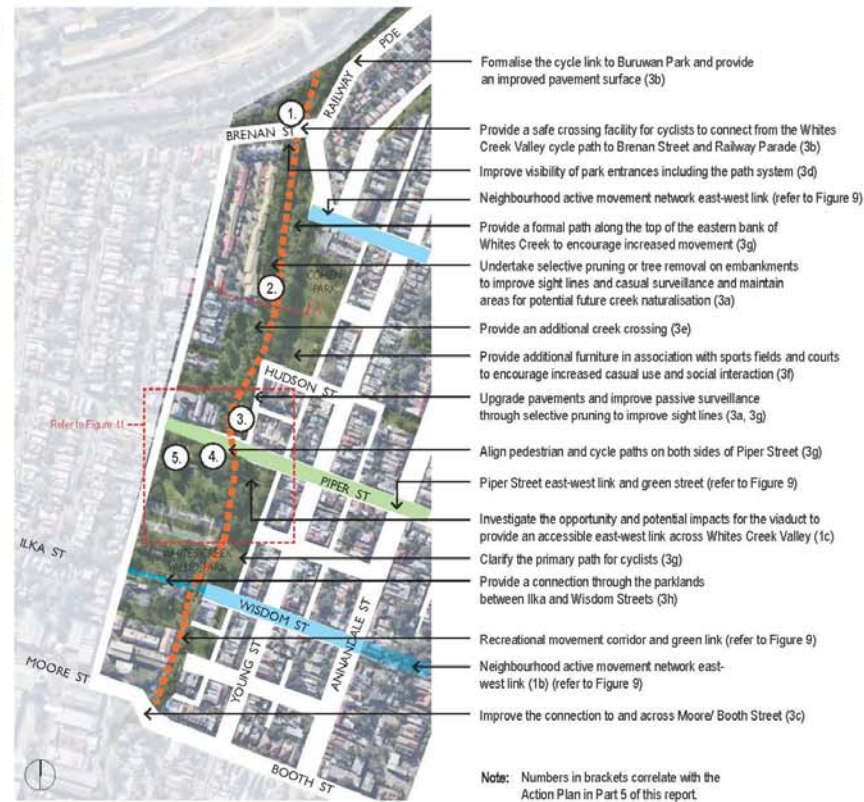 Formalise the cycle link to Buruwan Park and provide
an improved pavement surface (3b)
Provide a safe crossing facility for cyclists to connect from the Whites
Creek Valley cycle path to Brenan Street and Railway Parade (3b)
Improve visibility of park entrances including the path system (3d)
Neighbourhood active movement network east-west link (refer to Figure 9)
Provide a formal path along the top of the eastern bank of
Whites Creek to encourage increased movement (3g)
Undertake selective pruning or tree removal on embankments
to improve sight lines and casual surveillance and maintain
areas for potential future creek naturalisation (3a)
Provide an additional creek crossing (3e)
Provide additional furniture in association with sports fields and courts
to encourage increased casual use and social interaction (3f)
Upgrade pavements and improve passive surveillance
through selective pruning to improve sight lines (3a, 3g)
Align pedestrian and cycle paths on both sides of Piper Street (3g)
Piper Street east-west link and green street (refer to Figure 9)
Investigate the opportunity and potential impacts for the viaduct to
provide an accessible east-west link across Whites Creek Valley (1c)
Clarify the primary path for cyclists (3g)
Provide a connection through the parklands
between Ilka and Wisdom Streets (3h)
Recreational movement corridor and green link (refer to Figure 9)
Neighbourhood active movement network east-
west link (1b) (refer to Figure 9)
Improve the connection to and across Moore/ Booth Street (3c)
Note: Numbers in brackets correlate with the
Action Plan in Part 5 of this report.
RAILWAY PDE
1.
BRENAN ST
2.
COHEN
PARK
HUDSON ST
Refer to Figure 11
3.
5.
4.
PIPER ST
ILKA ST
WHITES CREEK
VALLEY PARK
WISDOM ST
MOORE ST
YOUNG ST
ANNANDALE ST
BOOTH ST